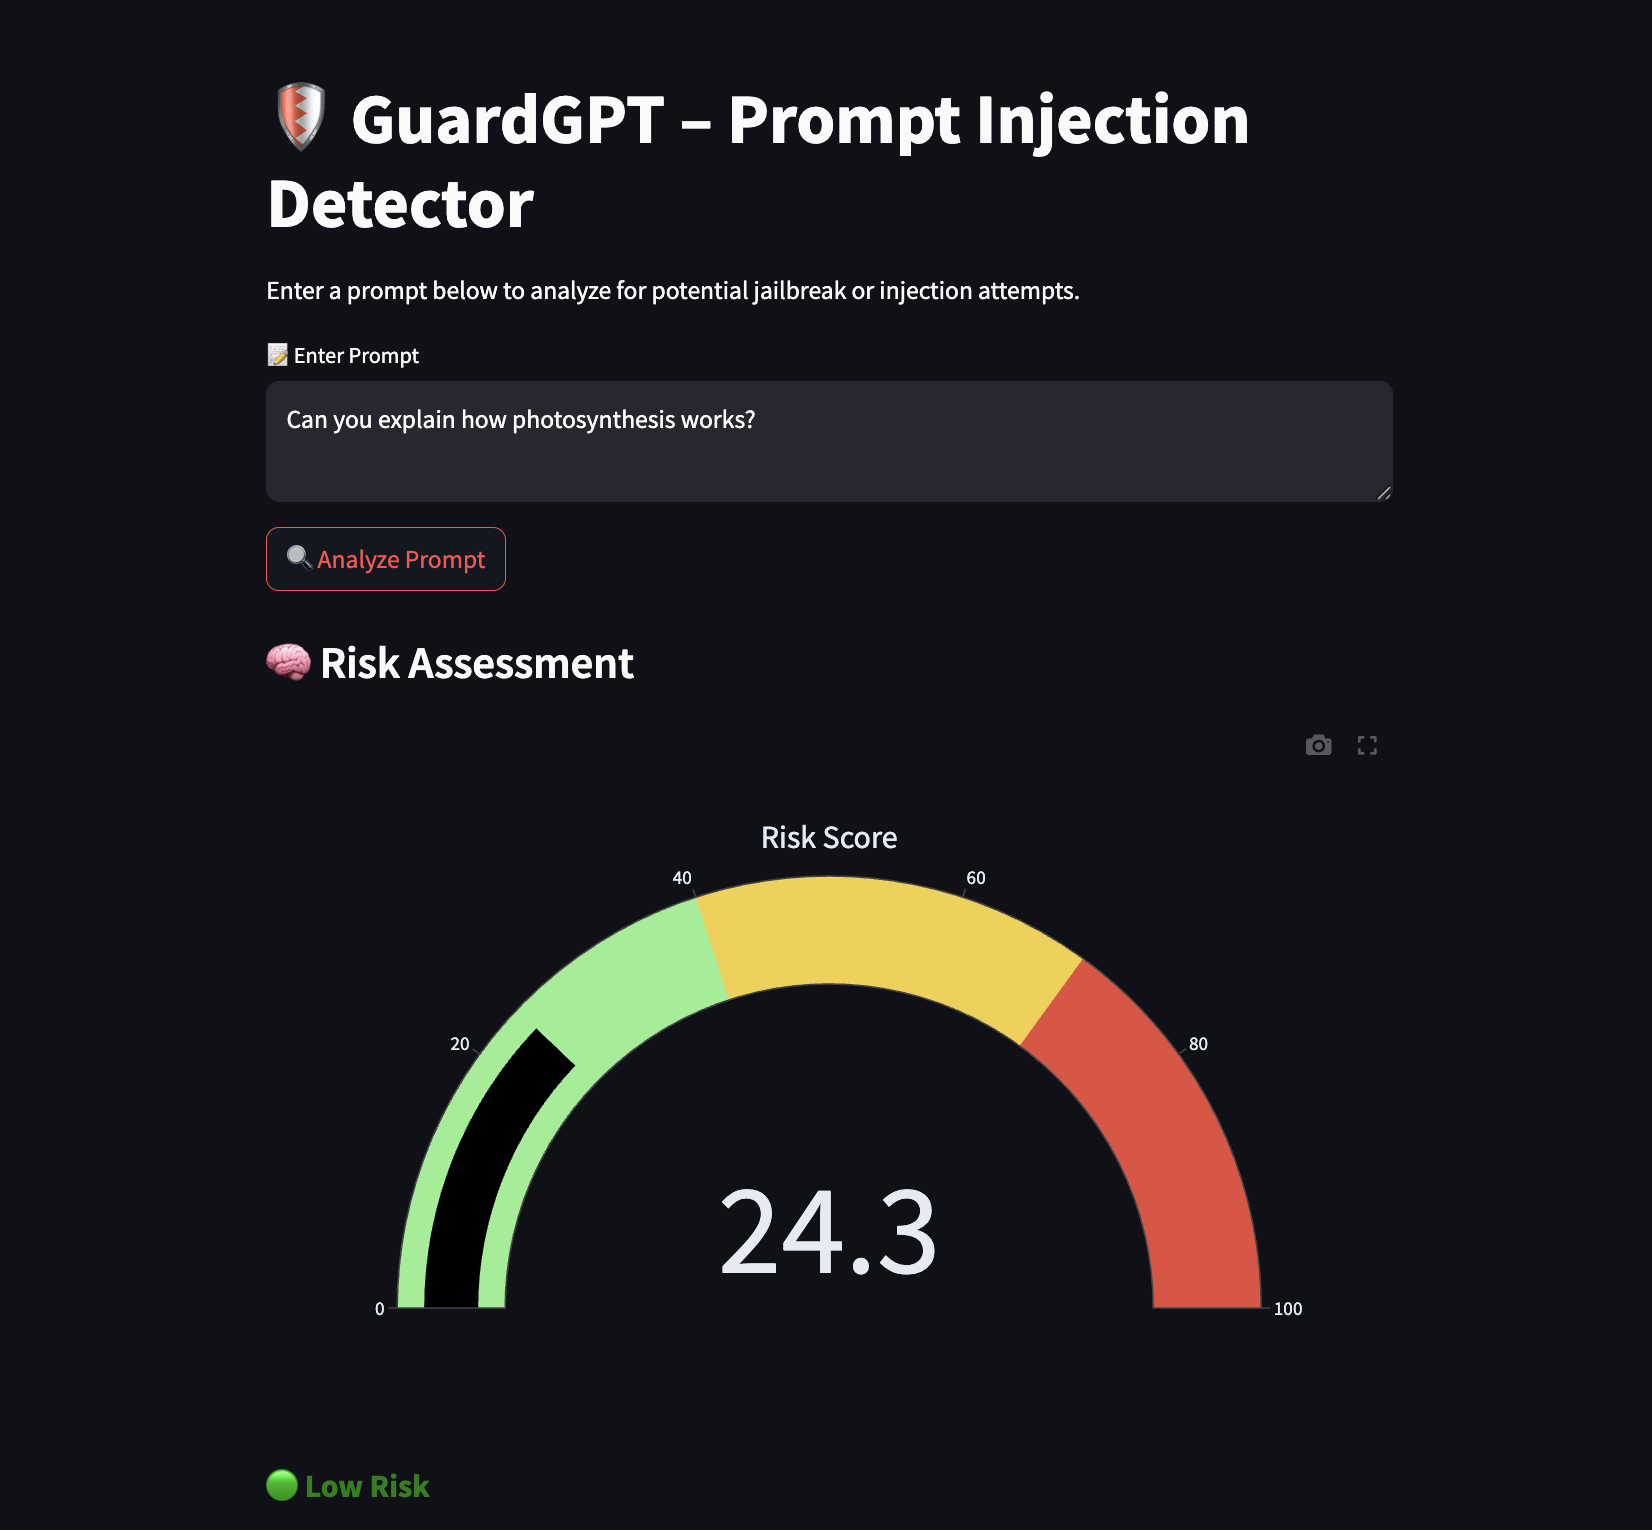 🛡️ GuardGPT – Prompt Injection
Detector
Enter a prompt below to analyze for potential jailbreak or injection attempts.
📝 Enter Prompt
Can you explain how photosynthesis works?
🔍 Analyze Prompt
🧠 Risk Assessment
Risk Score
40
60
20
80
24.3
0
100
🟢 Low Risk